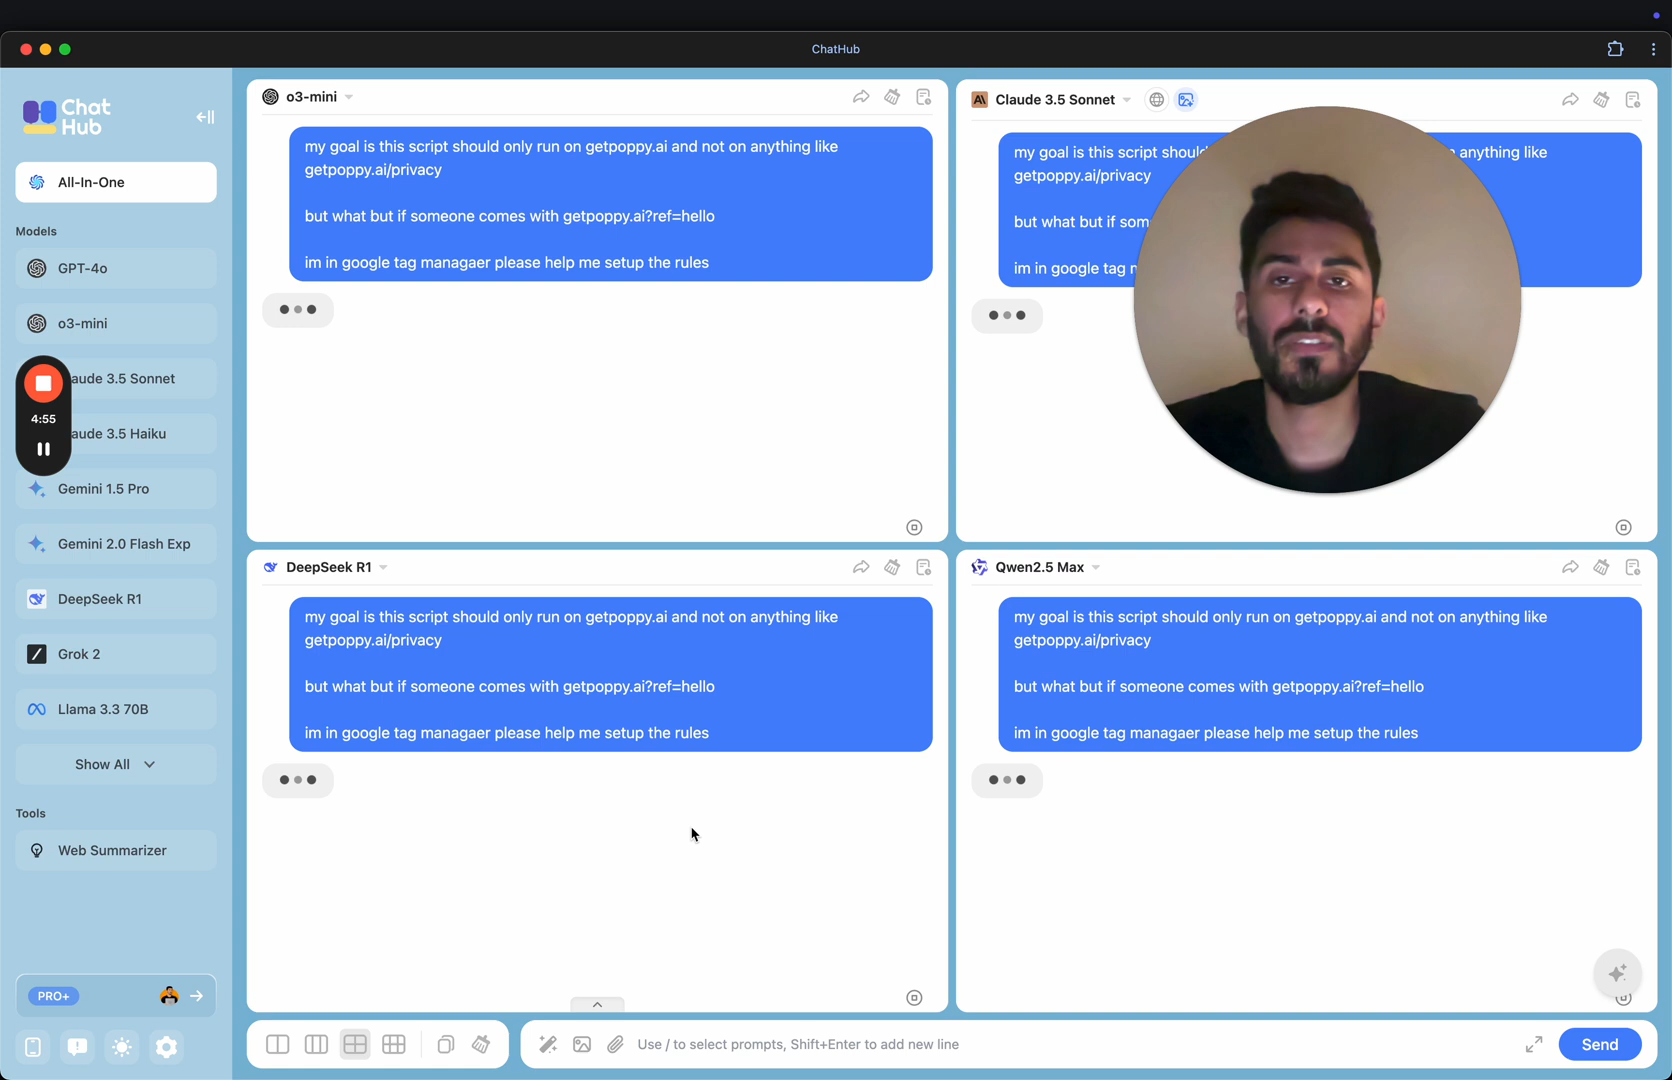 ChatHub
Chat
Hub
All-In-One
Models
GPT-4o
o3-mini
aude 3.5 Sonnet
aude 3.5 Haiku
4:55
Gemini 1.5 Pro
Gemini 2.0 Flash Exp
DeepSeek R1
Grok 2
Llama 3.3 70B
Show All
Tools
Web Summarizer
PRO+
o3-mini
my goal is this script should only run on getpoppy.ai and not on anything like
getpoppy.ai/privacy
but what but if someone comes with getpoppy.ai?ref=hello
im in google tag managaer please help me setup the rules
Claude 3.5 Sonnet
my goal is this script anything like
getpoppy.ai/privacy
but what but if
im in google tag
DeepSeek R1
my goal is this script should only run on getpoppy.ai and not on anything like
getpoppy.ai/privacy
but what but if someone comes with getpoppy.ai?ref=hello
im in google tag managaer please help me setup the rules
Qwen2.5 Max
my goal is this script should only run on getpoppy.ai and not on anything like
getpoppy.ai/privacy
but what but if someone comes with getpoppy.ai?ref=hello
im in google tag managaer please help me setup the rules
Use / to select prompts, Shift+Enter to add new line
Send